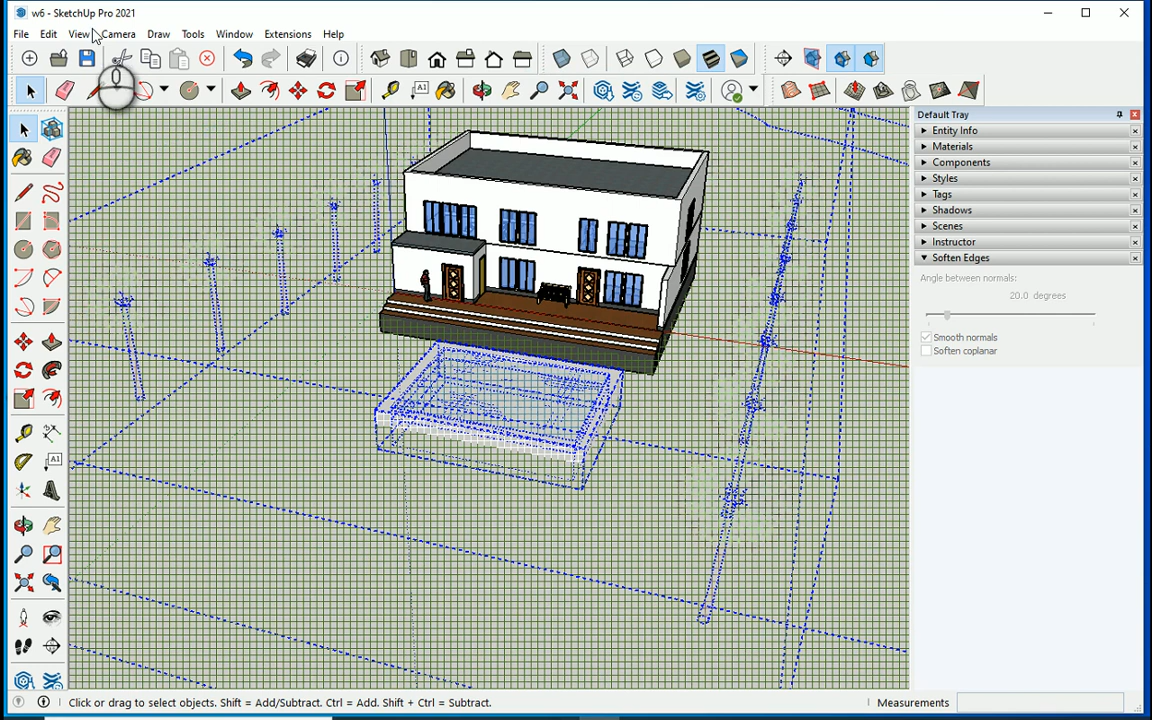 w6 - SketchUp Pro 2021
File Edit View Camera Draw Tools Window Extensions Help
A1
Default Tray
Entity Info
Materials
Components
Styles
Tags
Shadows
Scenes
Instructor
Soften Edges
Angle between normals:
20.0 degrees
Smooth normals
Soften coplanar
A1
Click or drag to select objects. Shift = Add/Subtract. Ctrl = Add. Shift + Ctrl = Subtract.
Measurements